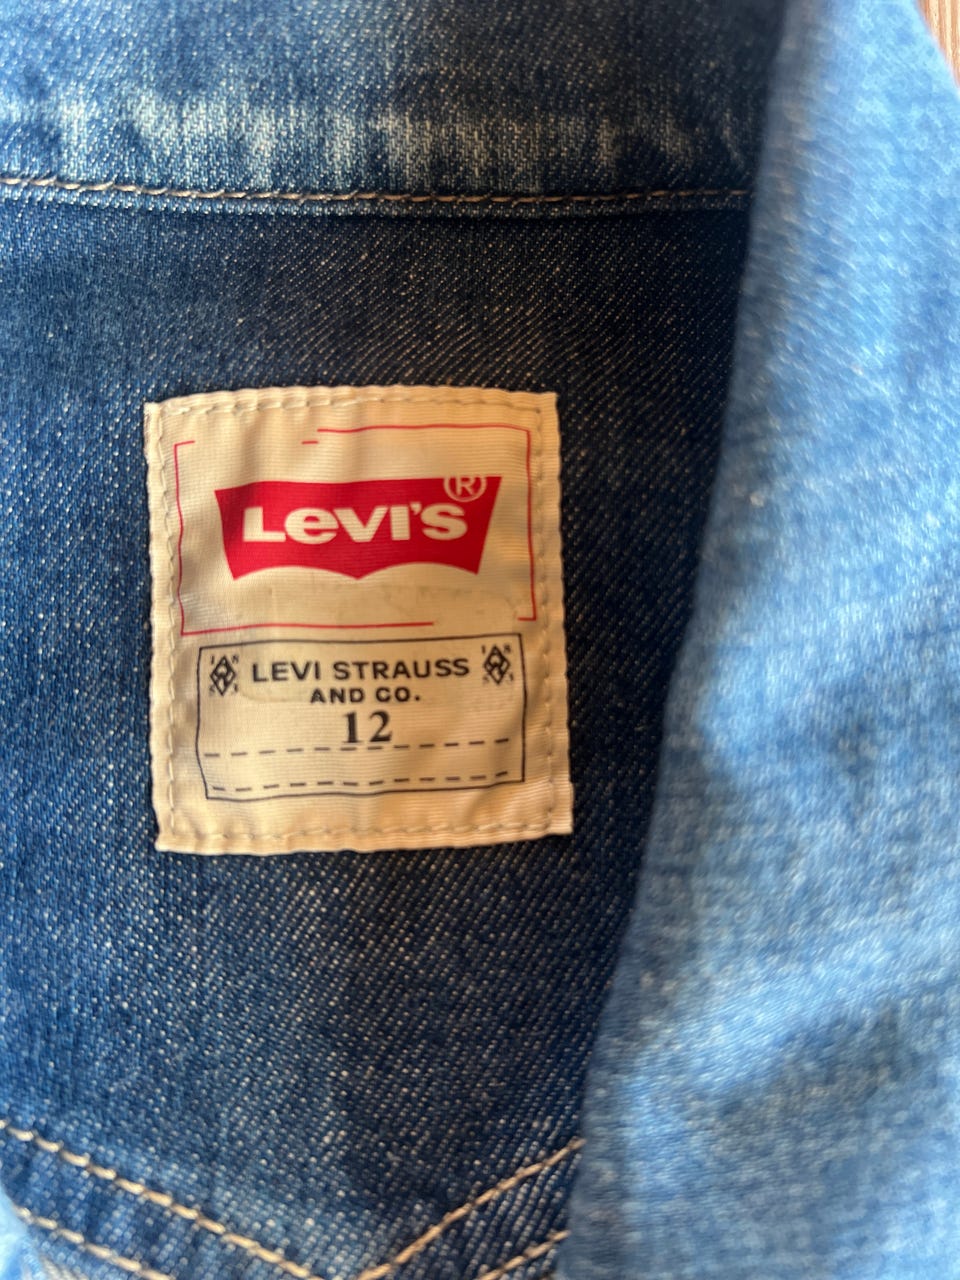 Levi's®
LEVI STRAUSS
AND CO.
12